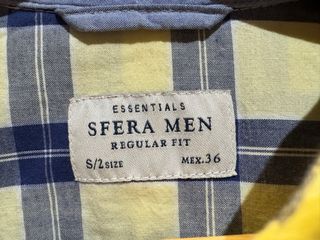 ESSENTIALS
SFERA MEN
REGULAR FIT
S/2 SIZE MEX. 36